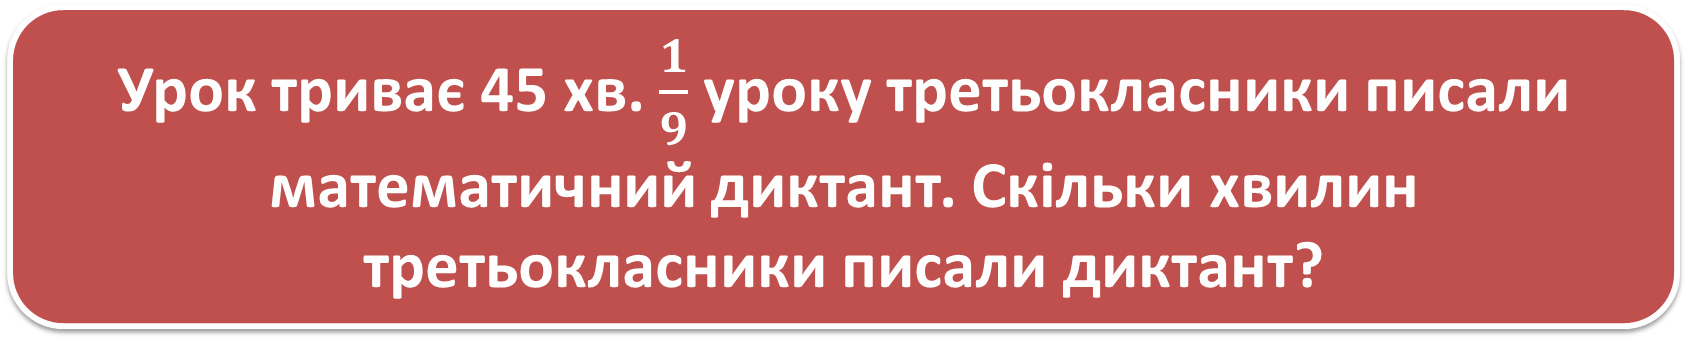 Урок триває 45 хв. 1/9 уроку третьокласники писали
математичний диктант. Скільки хвилин
третьокласники писали диктант?